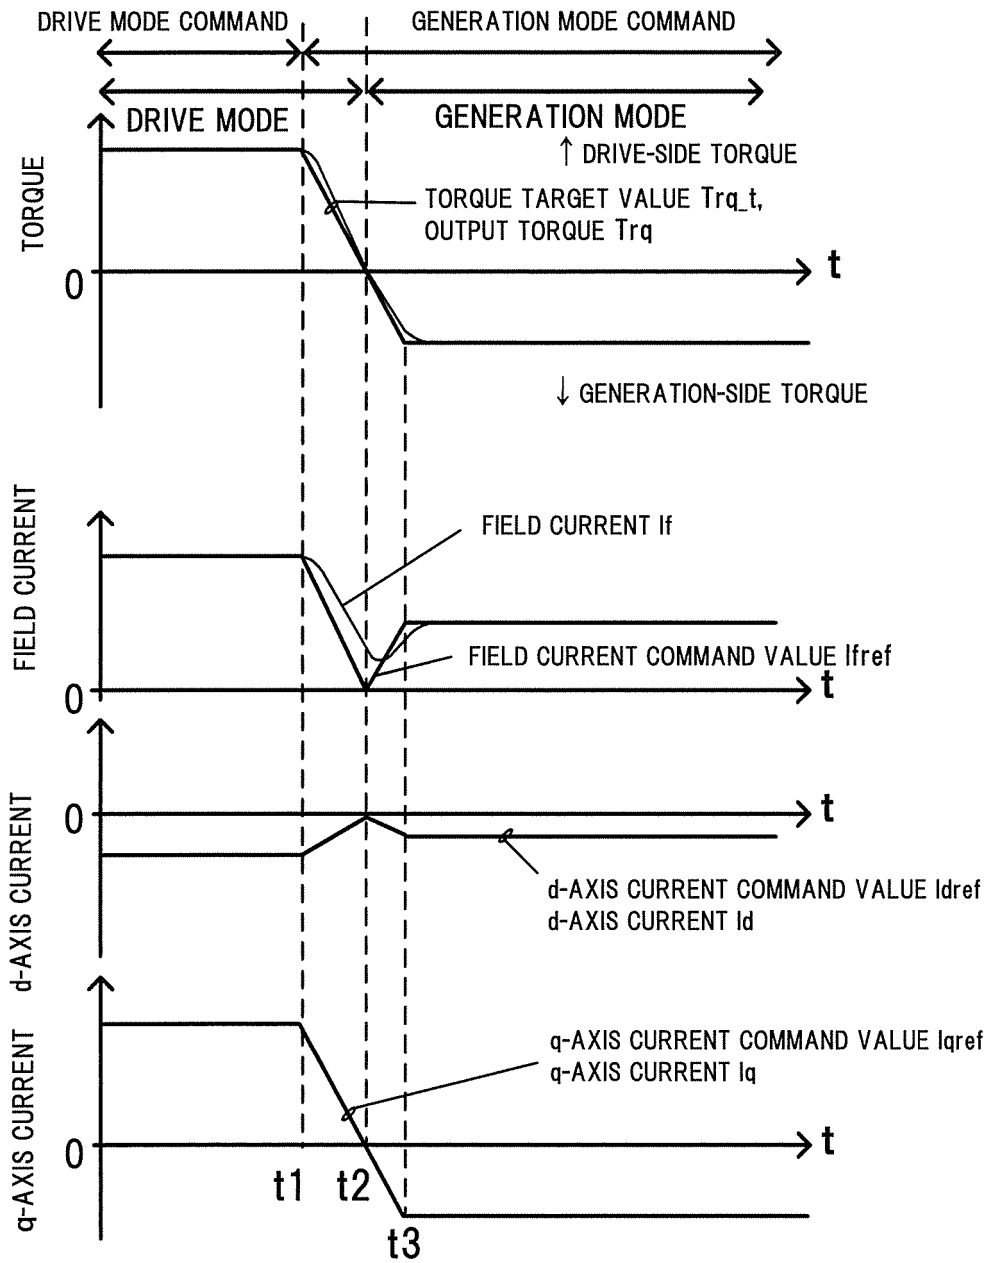 DRIVE MODE COMMAND
GENERATION MODE COMMAND
DRIVE MODE
GENERATION MODE
↑ DRIVE-SIDE TORQUE
TORQUE
TORQUE TARGET VALUE Trq_t,
OUTPUT TORQUE Trq
0
t
↓ GENERATION-SIDE TORQUE
FIELD CURRENT
FIELD CURRENT If
FIELD CURRENT COMMAND VALUE Ifref
0
t
d-AXIS CURRENT
0
t
d-AXIS CURRENT COMMAND VALUE Idref
d-AXIS CURRENT Id
q-AXIS CURRENT
q-AXIS CURRENT COMMAND VALUE Iqref
q-AXIS CURRENT Iq
0
t
t1
t2
t3